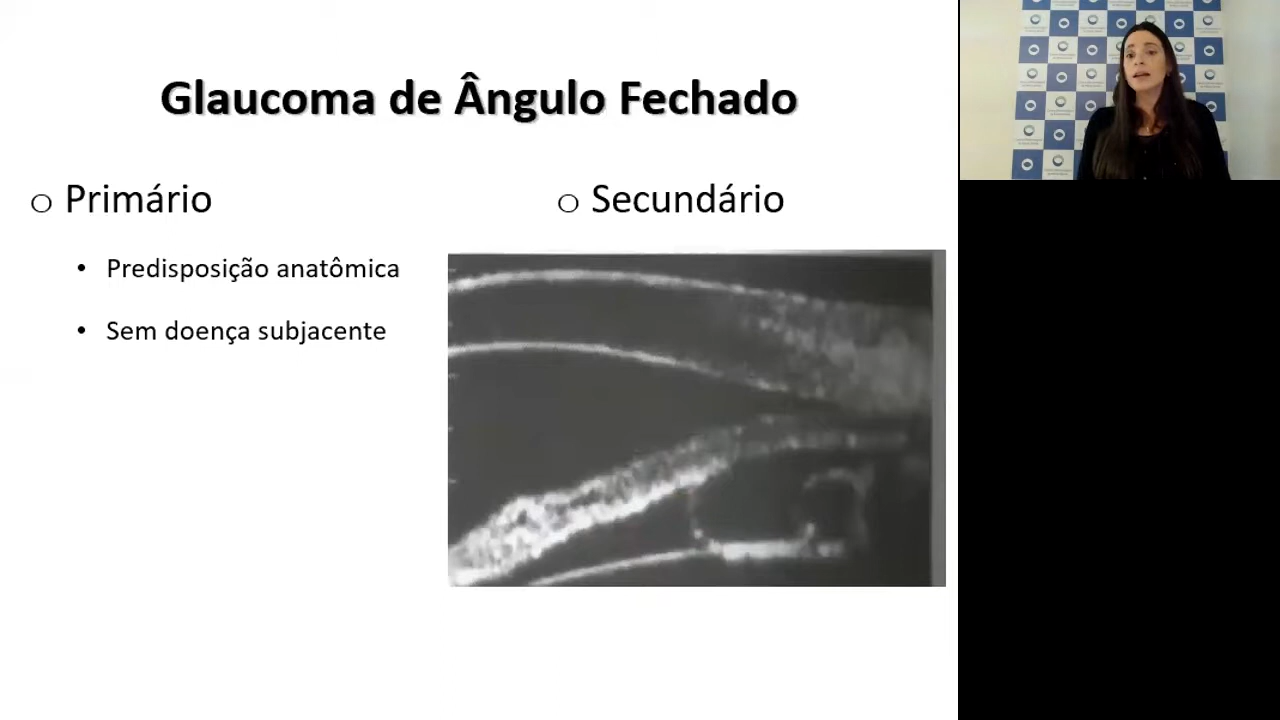 Glaucoma de Ângulo Fechado
o Primário
• Predisposição anatômica
• Sem doença subjacente
o Secundário